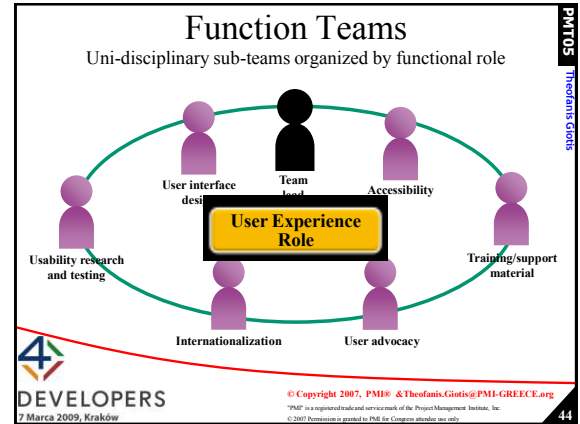 Function Teams
Uni-disciplinary sub-teams organized by functional role
PMT05
Theofanis Giotis
User interface
Team
Accessibility
User Experience
Role
Usability research
and testing
Training/support
material
Internationalization
User advocacy
4
DEVELOPERS
7 Marca 2009, Kraków
© Copyright 2007, PMI® &Theofanis.Giotis@PMI-GREECE.org
"PMI" is a registered trade and service mark of the Project Management Institute, Inc.
© 2007 Permission is granted to PMI for Congress attendee use only
44